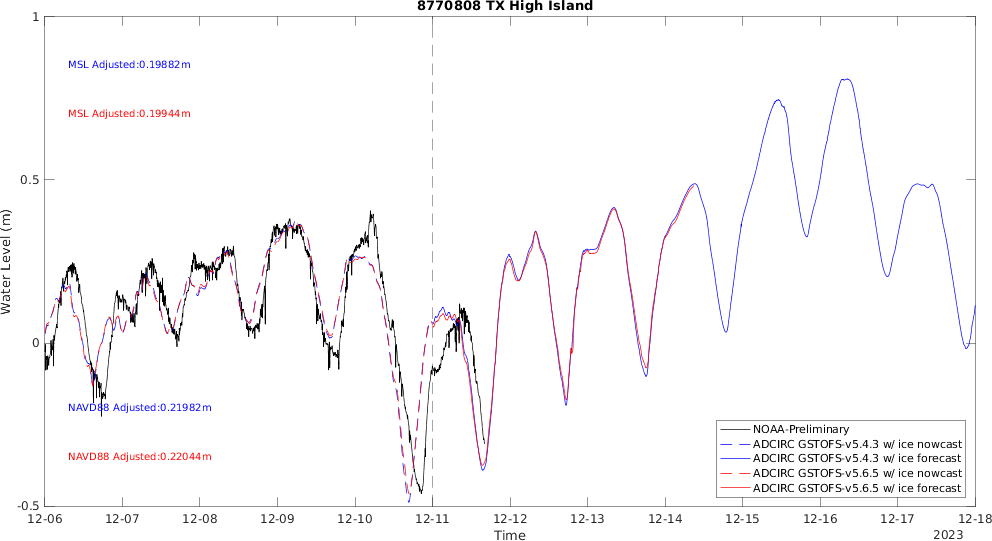 8770808 TX High Island
1
MSL Adjusted:0.19882m
MSL Adjusted:0.19944m
0.5
Water Level (m)
0
NAVD88 Adjusted:0.21982m
NAVD88 Adjusted:0.22044m
-0.5
NOAA-Preliminary
ADCIRC GSTOFS-v5.4.3 w/ ice nowcast
ADCIRC GSTOFS-v5.4.3 w/ ice forecast
ADCIRC GSTOFS-v5.6.5 w/ ice nowcast
ADCIRC GSTOFS-v5.6.5 w/ ice forecast
12-06 12-07 12-08 12-09 12-10 12-11 12-12 12-13 12-14 12-15 12-16 12-17 12-18
Time
2023